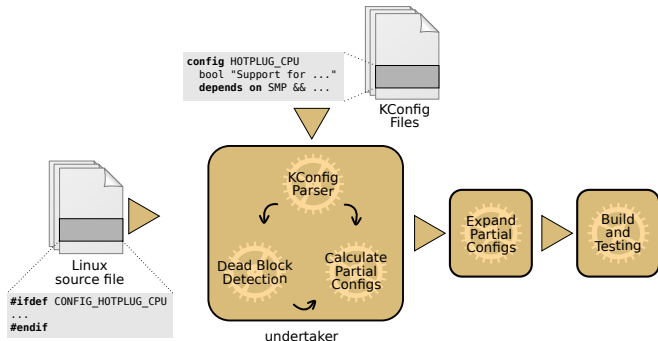 config HOTPLUG_CPU
bool "Support for ..."
depends on SMP && ...
KConfig
Files
KConfig
Parser
Dead Block
Detection
Calculate
Partial
Configs
undertaker
Expand
Partial
Configs
Build
and
Testing
Linux
source file
#ifdef CONFIG_HOTPLUG_CPU
...
#endif